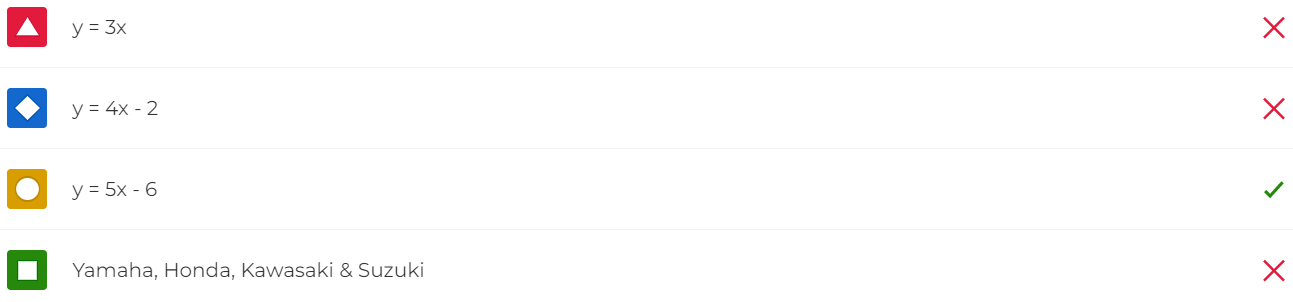 y = 3x
y = 4x - 2
y = 5x - 6
Yamaha, Honda, Kawasaki & Suzuki